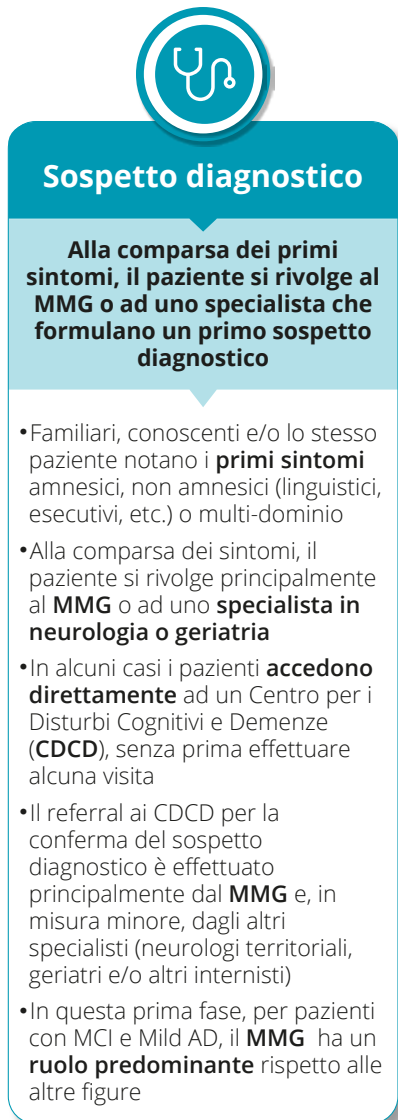 Sospetto diagnostico
Alla comparsa dei primi
sintomi, il paziente si rivolge al
MMG o ad uno specialista che
formulano un primo sospetto
diagnostico
•Familiari, conoscenti e/o lo stesso
paziente notano i primi sintomi
amnesici, non amnesici (linguistici,
esecutivi, etc.) o multi-dominio
•Alla comparsa dei sintomi, il
paziente si rivolge principalmente
al MMG o ad uno specialista in
neurologia o geriatria
•In alcuni casi i pazienti accedono
direttamente ad un Centro per i
Disturbi Cognitivi e Demenze
(CDCD), senza prima effettuare
alcuna visita
•Il referral ai CDCD per la
conferma del sospetto
diagnostico è effettuato
principalmente dal MMG e, in
misura minore, dagli altri
specialisti (neurologi territoriali,
geriatri e/o altri internisti)
•In questa prima fase, per pazienti
con MCI e Mild AD, il MMG ha un
ruolo predominante rispetto alle
altre figure